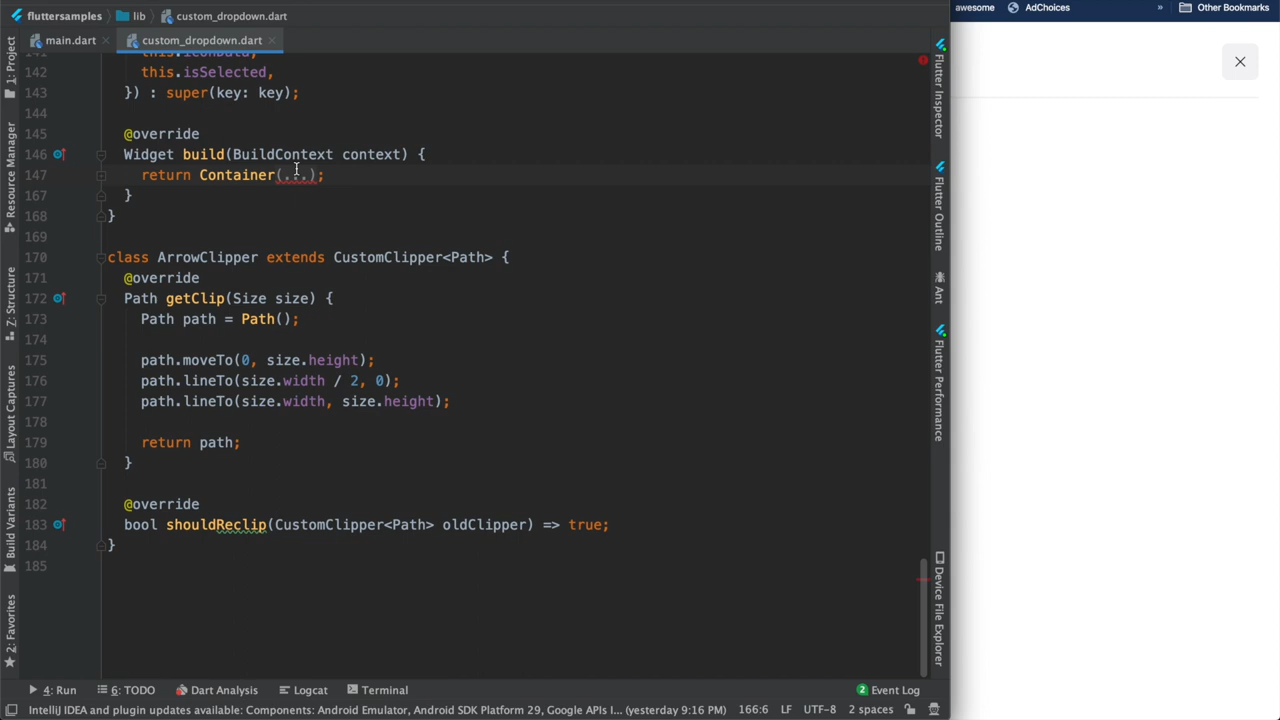 fluttersamples lib custom_dropdown.dart
awesome AdChoices » Other Bookmarks
main.dart custom_dropdown.dart
1: Project
Resource Manager
Z: Structure
Layout Captures
Build Variants
2: Favorites
142 this.isSelected,
143 }) : super(key: key);
144
145 @override
146 Widget build(BuildContext context) {
147 return Container(...);
167 }
168 }
169
170 class ArrowClipper extends CustomClipper<Path> {
171 @override
172 Path getClip(Size size) {
173 Path path = Path();
174
175 path.moveTo(0, size.height);
176 path.lineTo(size.width / 2, 0);
177 path.lineTo(size.width, size.height);
178
179 return path;
180 }
181
182 @override
183 bool shouldReclip(CustomClipper<Path> oldClipper) => true;
184 }
185
Flutter Inspector
Flutter Outline
Ant
Flutter Performance
Device File Explorer
4: Run 6: TODO Dart Analysis Logcat Terminal 2 Event Log
IntelliJ IDEA and plugin updates available: Components: Android Emulator, Android SDK Platform 29, Google APIs I... (yesterday 9:16 PM) 166:6 LF UTF-8 2 spaces